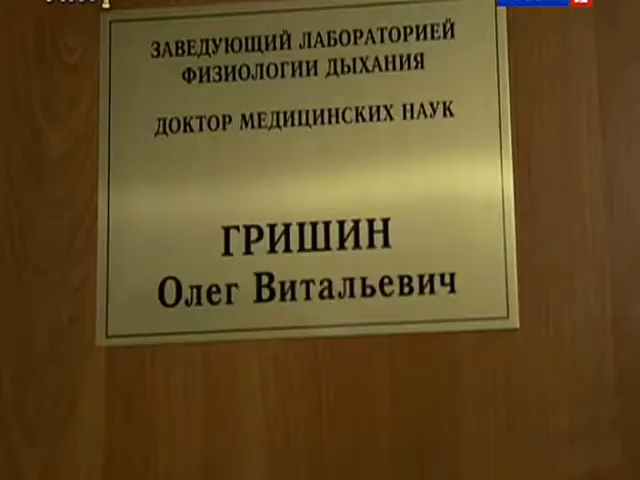 ЗАВЕДУЮЩИЙ ЛАБОРАТОРИЕЙ
ФИЗИОЛОГИИ ДЫХАНИЯ
ДОКТОР МЕДИЦИНСКИХ НАУК
ГРИШИН
Олег Витальевич